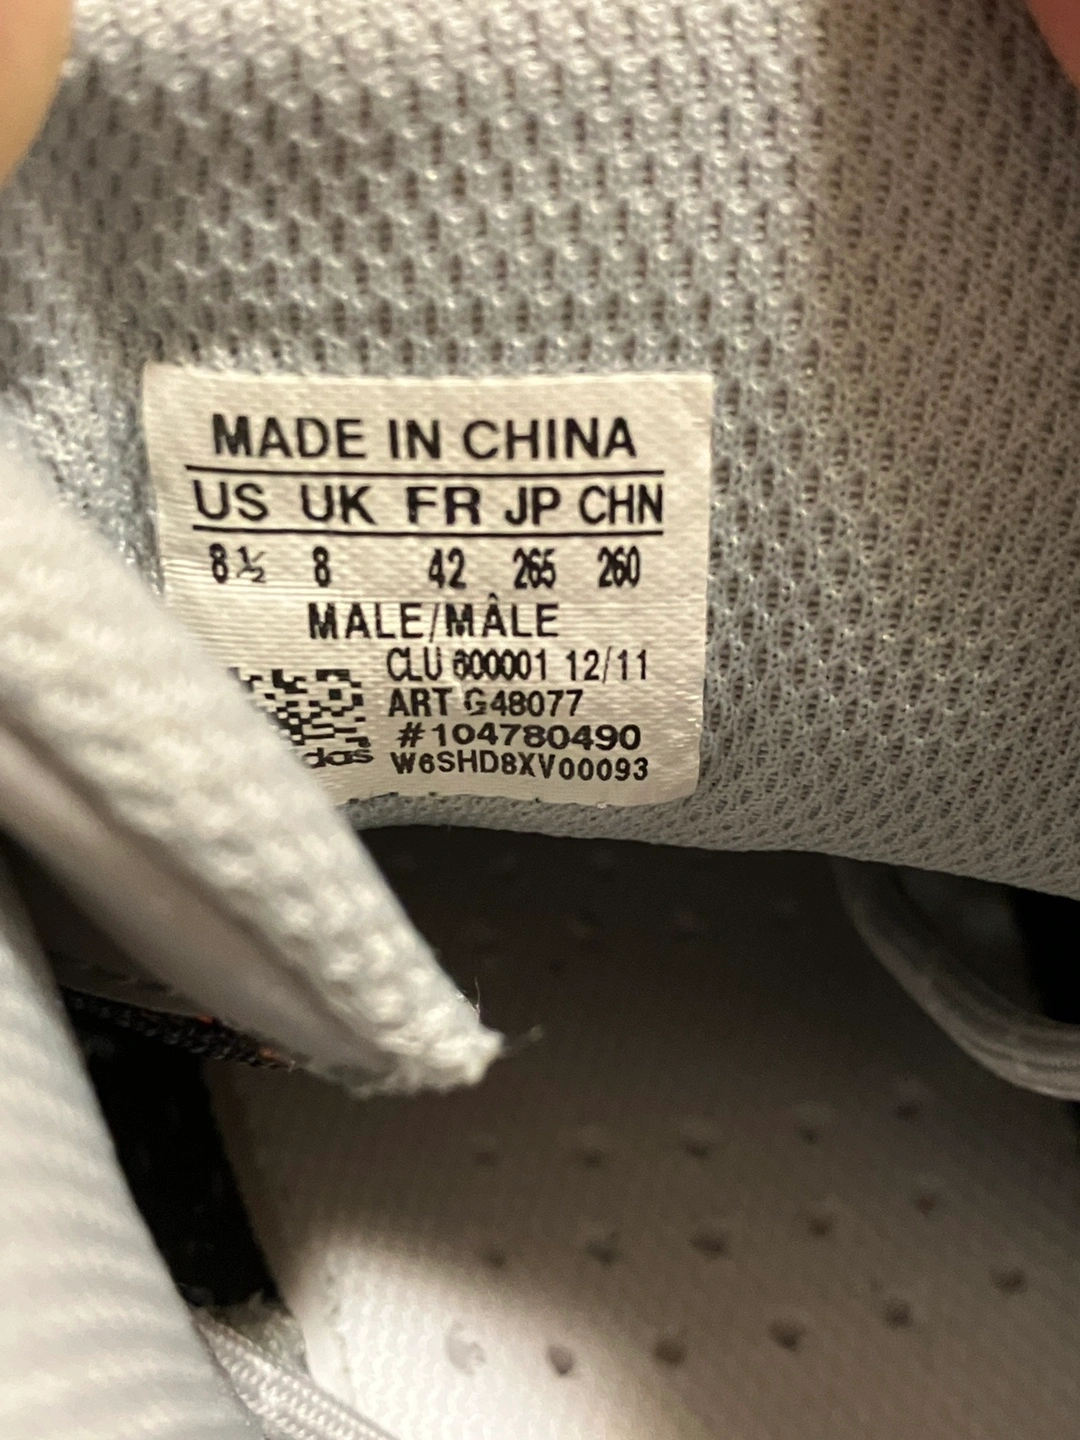 MADE IN CHINA
US UK FR JP CHN
8½ 8 42 265 260
MALE/MÂLE
CLU 600001 12/11
ART G48077
#104780490
W6SHD8XV00093